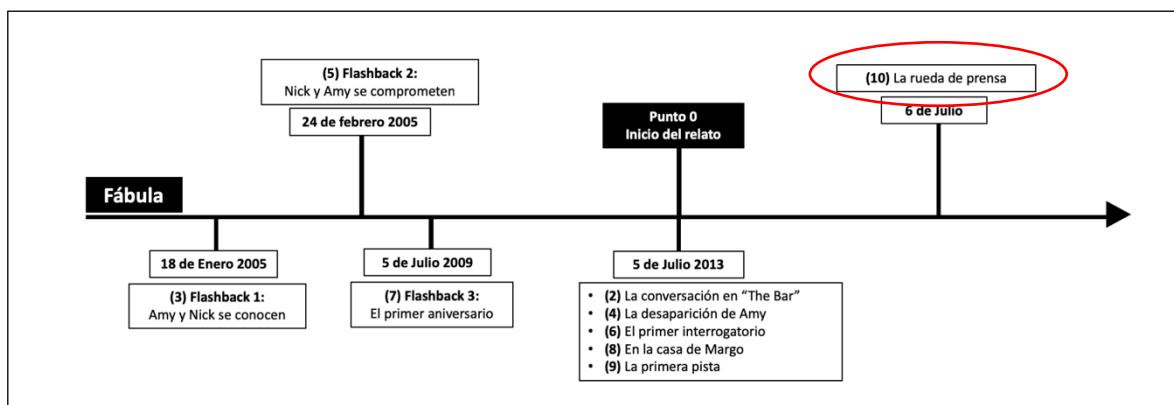 (5) Flashback 2:
Nick y Amy se comprometen
24 de febrero 2005
Punto 0
Inicio del relato
(10) La rueda de prensa
6 de Julio
Fábula
18 de Enero 2005
(3) Flashback 1:
Amy y Nick se conocen
5 de Julio 2009
(7) Flashback 3:
El primer aniversario
5 de Julio 2013
• (2) La conversación en “The Bar”
• (4) La desaparición de Amy
• (6) El primer interrogatorio
• (8) En la casa de Margo
• (9) La primera pista